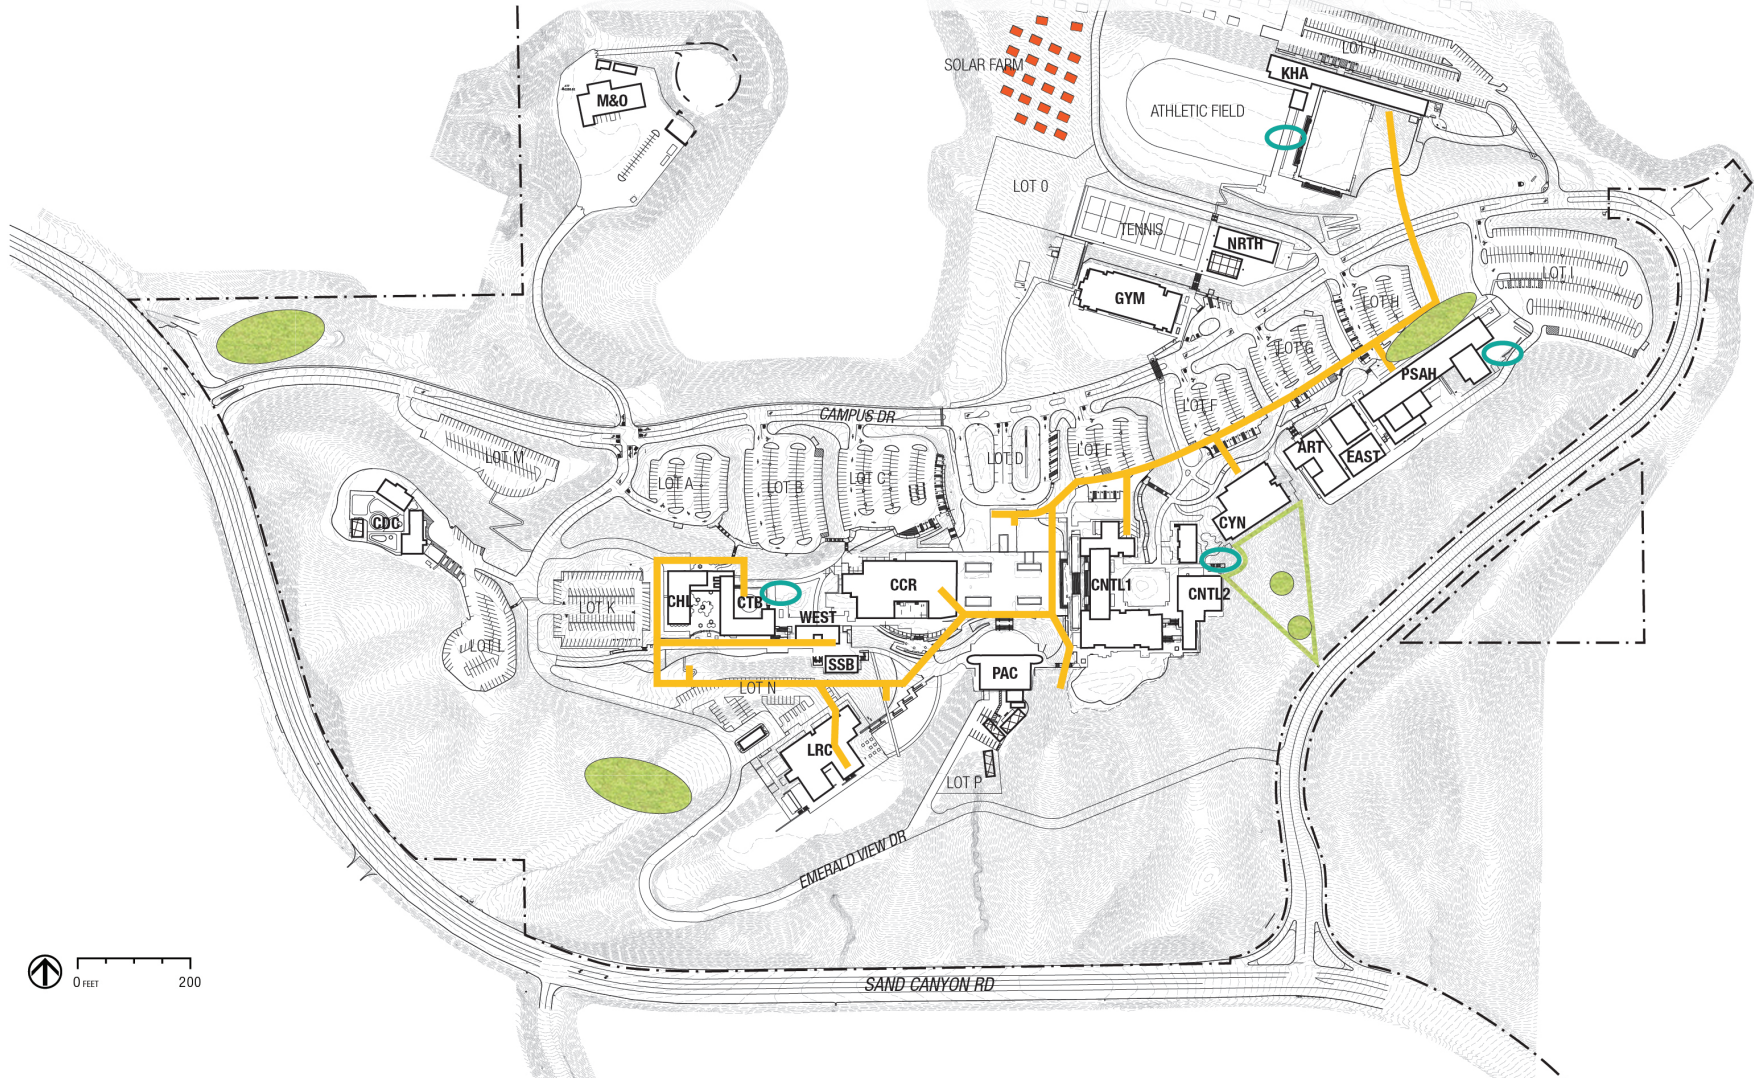 LOT J
SOLAR FARM
KHA
M&O
ATHLETIC FIELD
LOT O
TENNIS
NRTH
LOT I
GYM
LOT H
LOT G
PSAH
LOT F
CAMPUS DR
LOT M
LOT D
LOT E
ART
EAST
LOT A
LOT B
LOT C
CDC
CYN
CCR
CNTL1
CNTL2
CHL
CTB
LOT K
WEST
LOT L
SSB
PAC
LOT N
LRC
LOT P
EMERALD VIEW DR
0 FEET
200
SAND CANYON RD